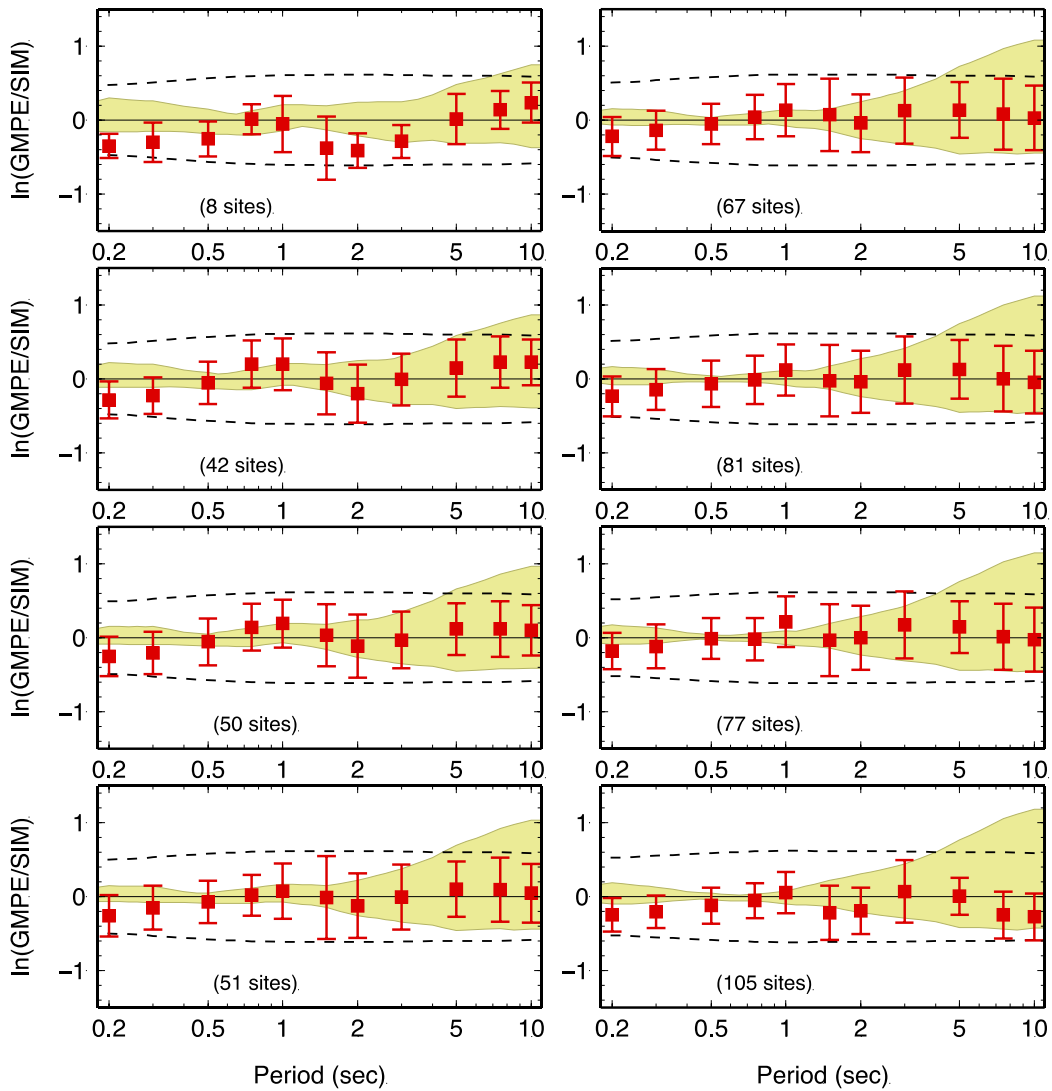 ln(GMPE/SIM)
1
0
−1
(8 sites)
0.2 0.5 1 2 5 10
1
0
−1
(67 sites)
0.2 0.5 1 2 5 10
ln(GMPE/SIM)
1
0
−1
(42 sites)
0.2 0.5 1 2 5 10
1
0
−1
(81 sites)
0.2 0.5 1 2 5 10
ln(GMPE/SIM)
1
0
−1
(50 sites)
0.2 0.5 1 2 5 10
1
0
−1
(77 sites)
0.2 0.5 1 2 5 10
ln(GMPE/SIM)
1
0
−1
(51 sites)
0.2 0.5 1 2 5 10
Period (sec)
1
0
−1
(105 sites)
0.2 0.5 1 2 5 10
Period (sec)